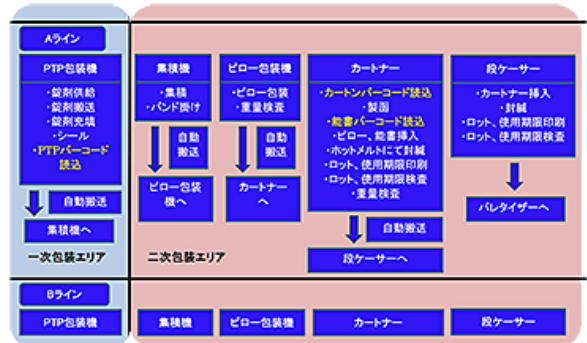 Aライン
PTP包装機
・錠剤供給
・錠剤搬送
・錠剤充填
・シール
・PTPバーコード
読込
自動搬送
集積機へ
一次包装エリア
集積機
・集積
・バンド掛け
自動
搬送
ピロー包装
機へ
ピロー包装機
・ピロー包装
・重量検査
自動
搬送
カートナー
へ
カートナー
・カートンバーコード読込
・製函
・能書バーコード読込
・ピロー、能書挿入
・ホットメルトにて封緘
・ロット、使用期限印刷
・ロット、使用期限検査
・重量検査
自動搬送
段ケーサーへ
段ケーサー
・カートナー挿入
・封緘
・ロット、使用期限印刷
・ロット、使用期限検査
パレタイザーへ
二次包装エリア
Bライン
PTP包装機
集積機
ピロー包装機
カートナー
段ケーサー